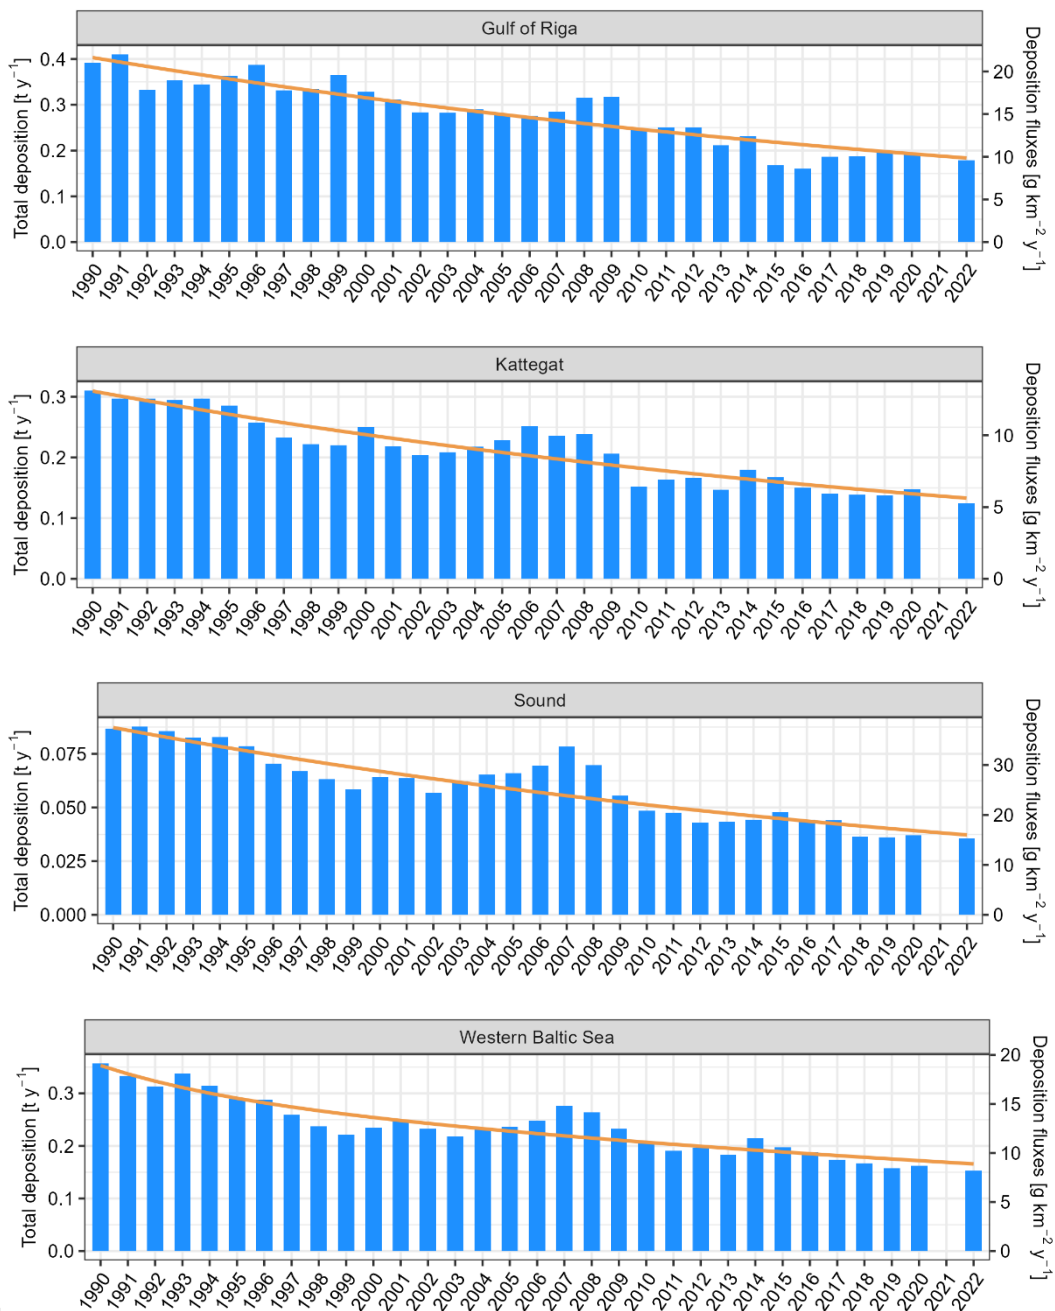 Gulf of Riga
Total deposition [t y⁻¹]
0.4
0.3
0.2
0.1
0.0
Deposition fluxes [g km⁻² y⁻¹]
20
15
10
5
0
1990 1991 1992 1993 1994 1995 1996 1997 1998 1999 2000 2001 2002 2003 2004 2005 2006 2007 2008 2009 2010 2011 2012 2013 2014 2015 2016 2017 2018 2019 2020 2021 2022
Kattegat
Total deposition [t y⁻¹]
0.3
0.2
0.1
0.0
Deposition fluxes [g km⁻² y⁻¹]
10
5
0
1990 1991 1992 1993 1994 1995 1996 1997 1998 1999 2000 2001 2002 2003 2004 2005 2006 2007 2008 2009 2010 2011 2012 2013 2014 2015 2016 2017 2018 2019 2020 2021 2022
Sound
Total deposition [t y⁻¹]
0.075
0.050
0.025
0.000
Deposition fluxes [g km⁻² y⁻¹]
30
20
10
0
1990 1991 1992 1993 1994 1995 1996 1997 1998 1999 2000 2001 2002 2003 2004 2005 2006 2007 2008 2009 2010 2011 2012 2013 2014 2015 2016 2017 2018 2019 2020 2021 2022
Western Baltic Sea
Total deposition [t y⁻¹]
0.3
0.2
0.1
0.0
Deposition fluxes [g km⁻² y⁻¹]
20
15
10
5
0
1990 1991 1992 1993 1994 1995 1996 1997 1998 1999 2000 2001 2002 2003 2004 2005 2006 2007 2008 2009 2010 2011 2012 2013 2014 2015 2016 2017 2018 2019 2020 2021 2022